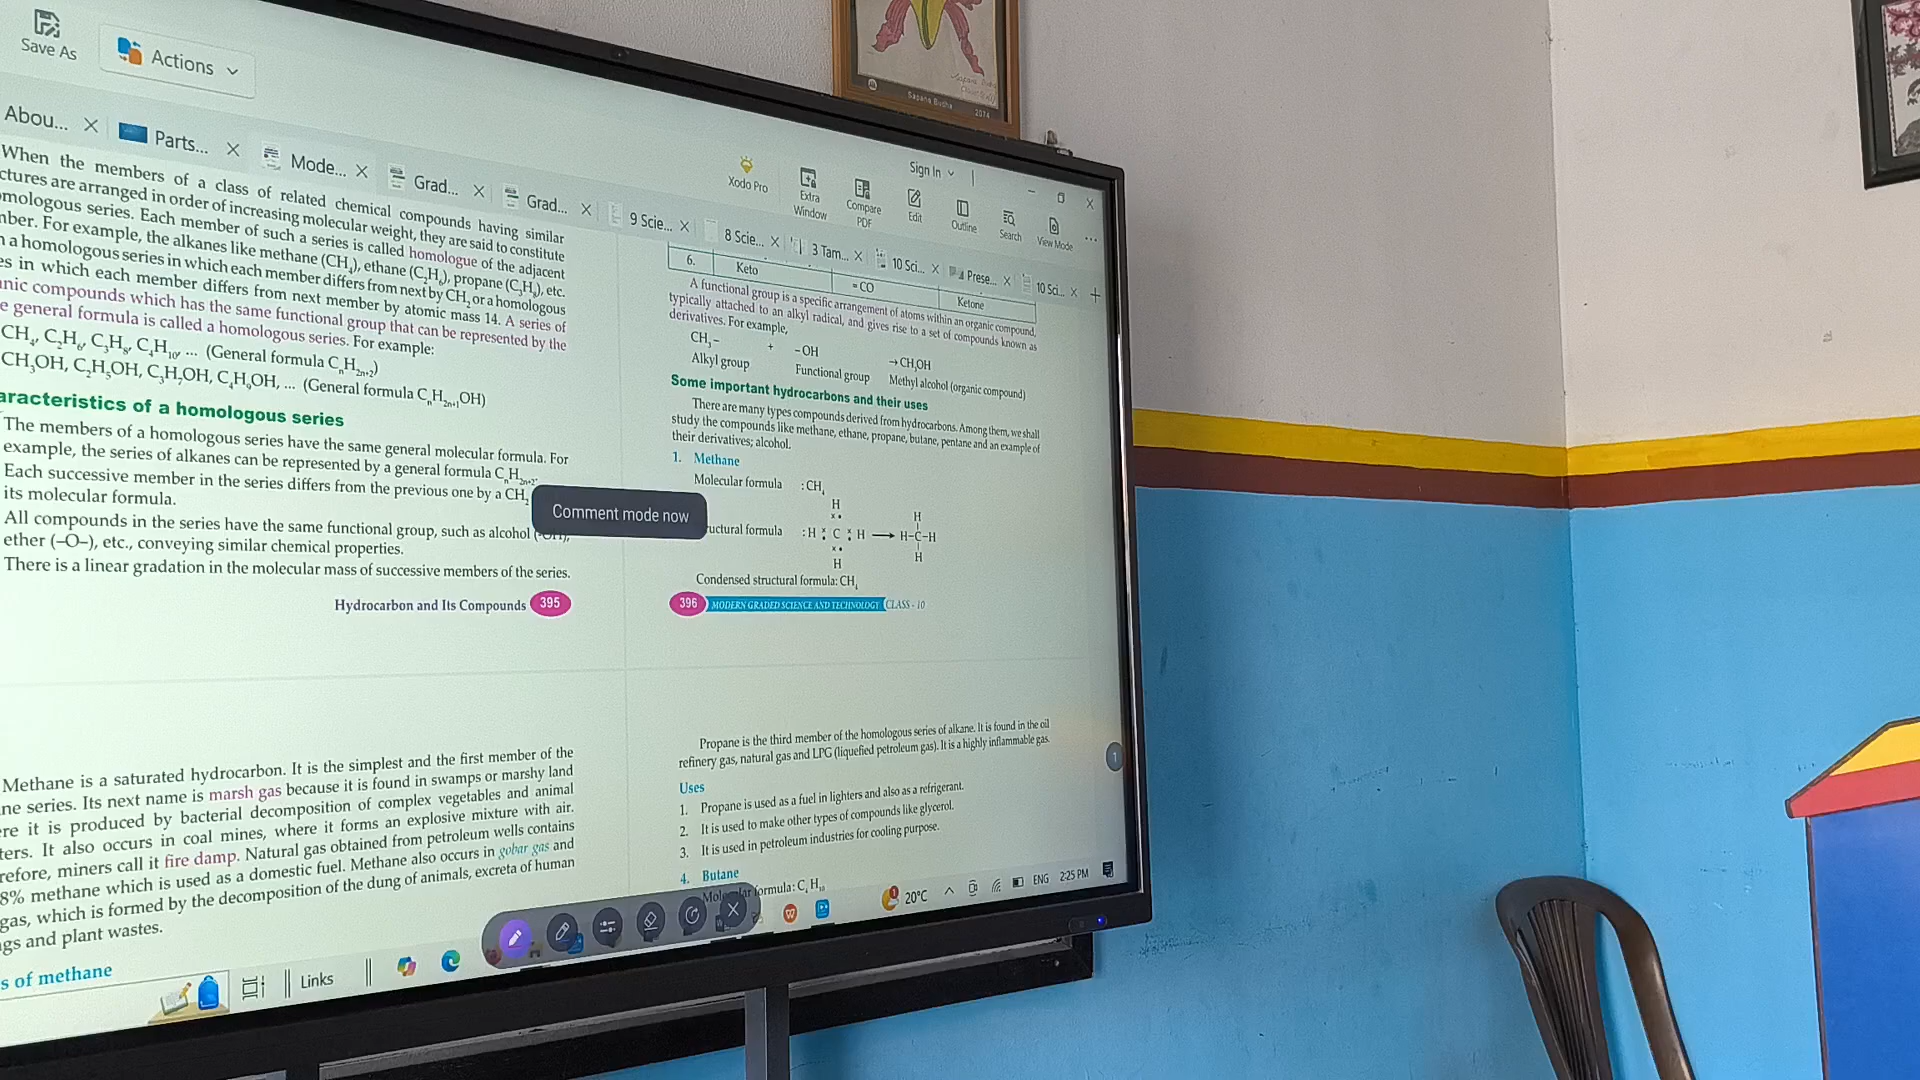 Save As
Actions
Sapana Budha
2074
Xodo Pro
Extra Window
Compare PDF
Edit
Outline
Search
View Mode
Sign In
Abou...
Parts...
Mode...
Grad...
Grad...
9 Scie...
8 Scie...
3 Tam...
10 Sci...
Prese...
10 Sci...
When the members of a class of related chemical compounds having similar
ctures are arranged in order of increasing molecular weight, they are said to constitute
mologous series. Each member of such a series is called homologue of the adjacent
ber. For example, the alkanes like methane (CH₄), ethane (C₂H₆), propane (C₃H₈), etc.
a homologous series in which each member differs from next by CH₂ or a homologous
es in which each member differs from next member by atomic mass 14. A series of
nic compounds which has the same functional group that can be represented by the
e general formula is called a homologous series. For example:
CH₄, C₂H₆, C₃H₈, C₄H₁₀, ... (General formula CₙH₂ₙ₊₂)
CH₃OH, C₂H₅OH, C₃H₇OH, C₄H₉OH, ... (General formula CₙH₂ₙ₊₁OH)
aracteristics of a homologous series
The members of a homologous series have the same general molecular formula. For
example, the series of alkanes can be represented by a general formula CₙH₂ₙ₊₂.
Each successive member in the series differs from the previous one by a CH₂
its molecular formula.
All compounds in the series have the same functional group, such as alcohol (-OH),
ether (–O–), etc., conveying similar chemical properties.
There is a linear gradation in the molecular mass of successive members of the series.
Hydrocarbon and Its Compounds 395
6. Keto = CO Ketone
A functional group is a specific arrangement of atoms within an organic compound,
typically attached to an alkyl radical, and gives rise to a set of compounds known as
derivatives. For example,
CH₃ – + – OH → CH₃OH
Alkyl group Functional group Methyl alcohol (organic compound)
Some important hydrocarbons and their uses
There are many types compounds derived from hydrocarbons. Among them, we shall
study the compounds like methane, ethane, propane, butane, pentane and an example of
their derivatives; alcohol.
1. Methane
Molecular formula : CH₄
H H
uctural formula : H C H → H-C-H
H H
Condensed structural formula: CH₄
396 MODERN GRADED SCIENCE AND TECHNOLOGY CLASS - 10
Comment mode now
Methane is a saturated hydrocarbon. It is the simplest and the first member of the
ne series. Its next name is marsh gas because it is found in swamps or marshy land
re it is produced by bacterial decomposition of complex vegetables and animal
ters. It also occurs in coal mines, where it forms an explosive mixture with air.
refore, miners call it fire damp. Natural gas obtained from petroleum wells contains
8% methane which is used as a domestic fuel. Methane also occurs in gobar gas and
gas, which is formed by the decomposition of the dung of animals, excreta of human
gs and plant wastes.
s of methane
Propane is the third member of the homologous series of alkane. It is found in the oil
refinery gas, natural gas and LPG (liquefied petroleum gas). It is a highly inflammable gas.
Uses
1. Propane is used as a fuel in lighters and also as a refrigerant.
2. It is used to make other types of compounds like glycerol.
3. It is used in petroleum industries for cooling purpose.
4. Butane
Molecular formula: C₄H₁₀
1
Links
20°C
ENG
2:25 PM